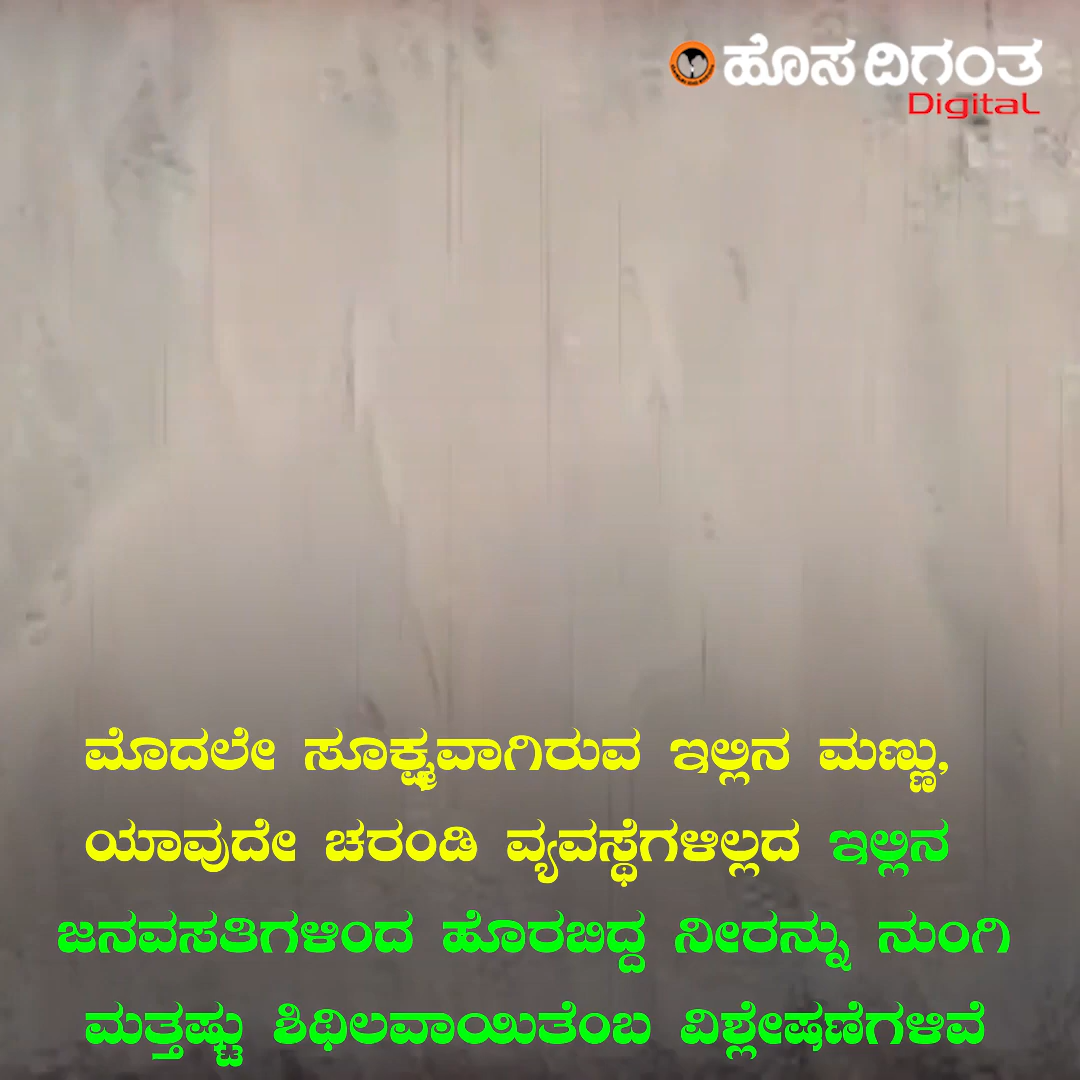 ಹೊಸ ದಿಗಂತ
Digital
ಮೊದಲೇ ಸೂಕ್ಷ್ಮವಾಗಿರುವ ಇಲ್ಲಿನ ಮಣ್ಣು,
ಯಾವುದೇ ಚರಂಡಿ ವ್ಯವಸ್ಥೆಗಳಿಲ್ಲದ ಇಲ್ಲಿನ
ಜನವಸತಿಗಳಿಂದ ಹೊರಬಿದ್ದ ನೀರನ್ನು ನುಂಗಿ
ಮತ್ತಷ್ಟು ಶಿಥಿಲವಾಯಿತೆಂಬ ವಿಶ್ಲೇಷಣೆಗಳಿವೆ